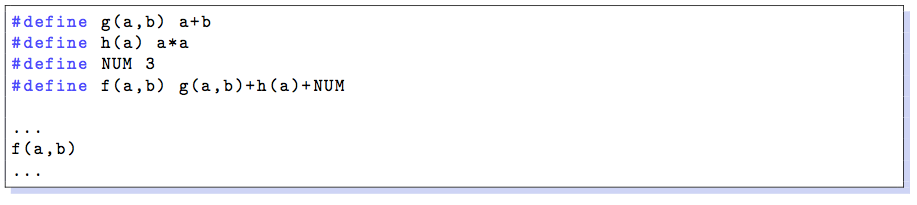 #define g(a,b) a+b
#define h(a) a*a
#define NUM 3
#define f(a,b) g(a,b)+h(a)+NUM
...
f(a,b)
...